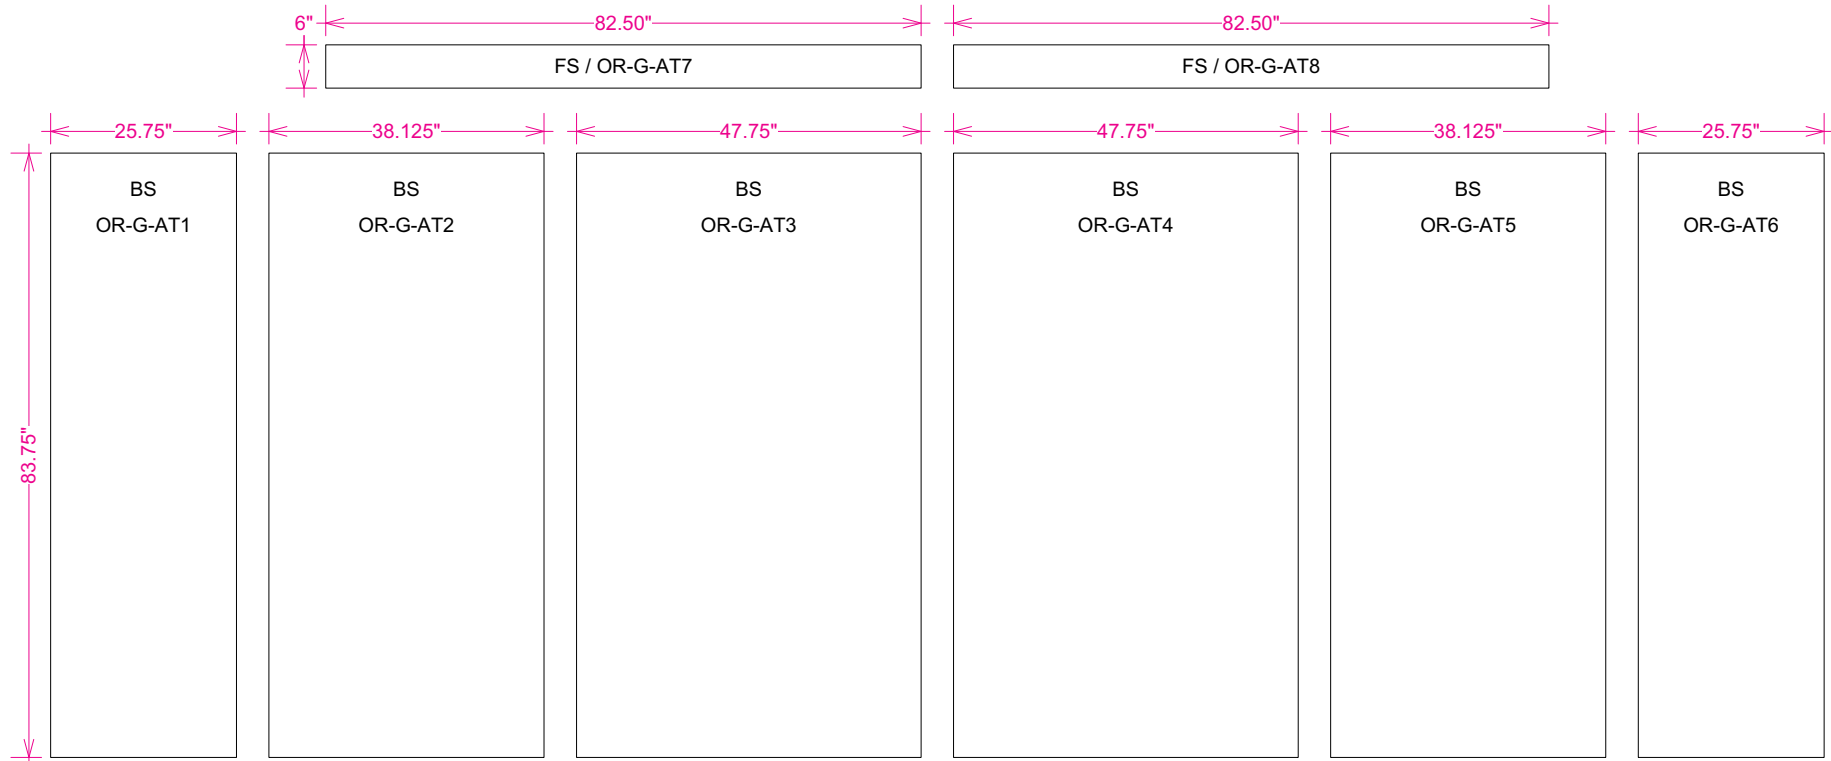 6"
82.50"
82.50"
FS / OR-G-AT7
FS / OR-G-AT8
25.75"
38.125"
47.75"
47.75"
38.125"
25.75"
83.75"
BS
OR-G-AT1
BS
OR-G-AT2
BS
OR-G-AT3
BS
OR-G-AT4
BS
OR-G-AT5
BS
OR-G-AT6